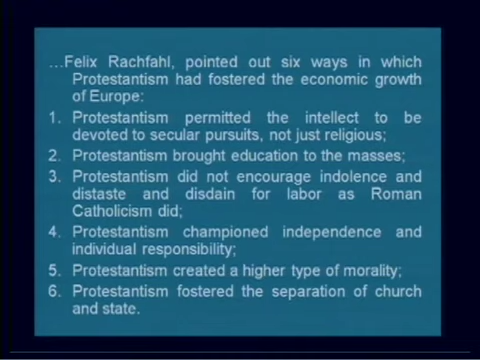 ...Felix Rachfahl, pointed out six ways in which
Protestantism had fostered the economic growth
of Europe:
1. Protestantism permitted the intellect to be
devoted to secular pursuits, not just religious;
2. Protestantism brought education to the masses;
3. Protestantism did not encourage indolence and
distaste and disdain for labor as Roman
Catholicism did;
4. Protestantism championed independence and
individual responsibility;
5. Protestantism created a higher type of morality;
6. Protestantism fostered the separation of church
and state.